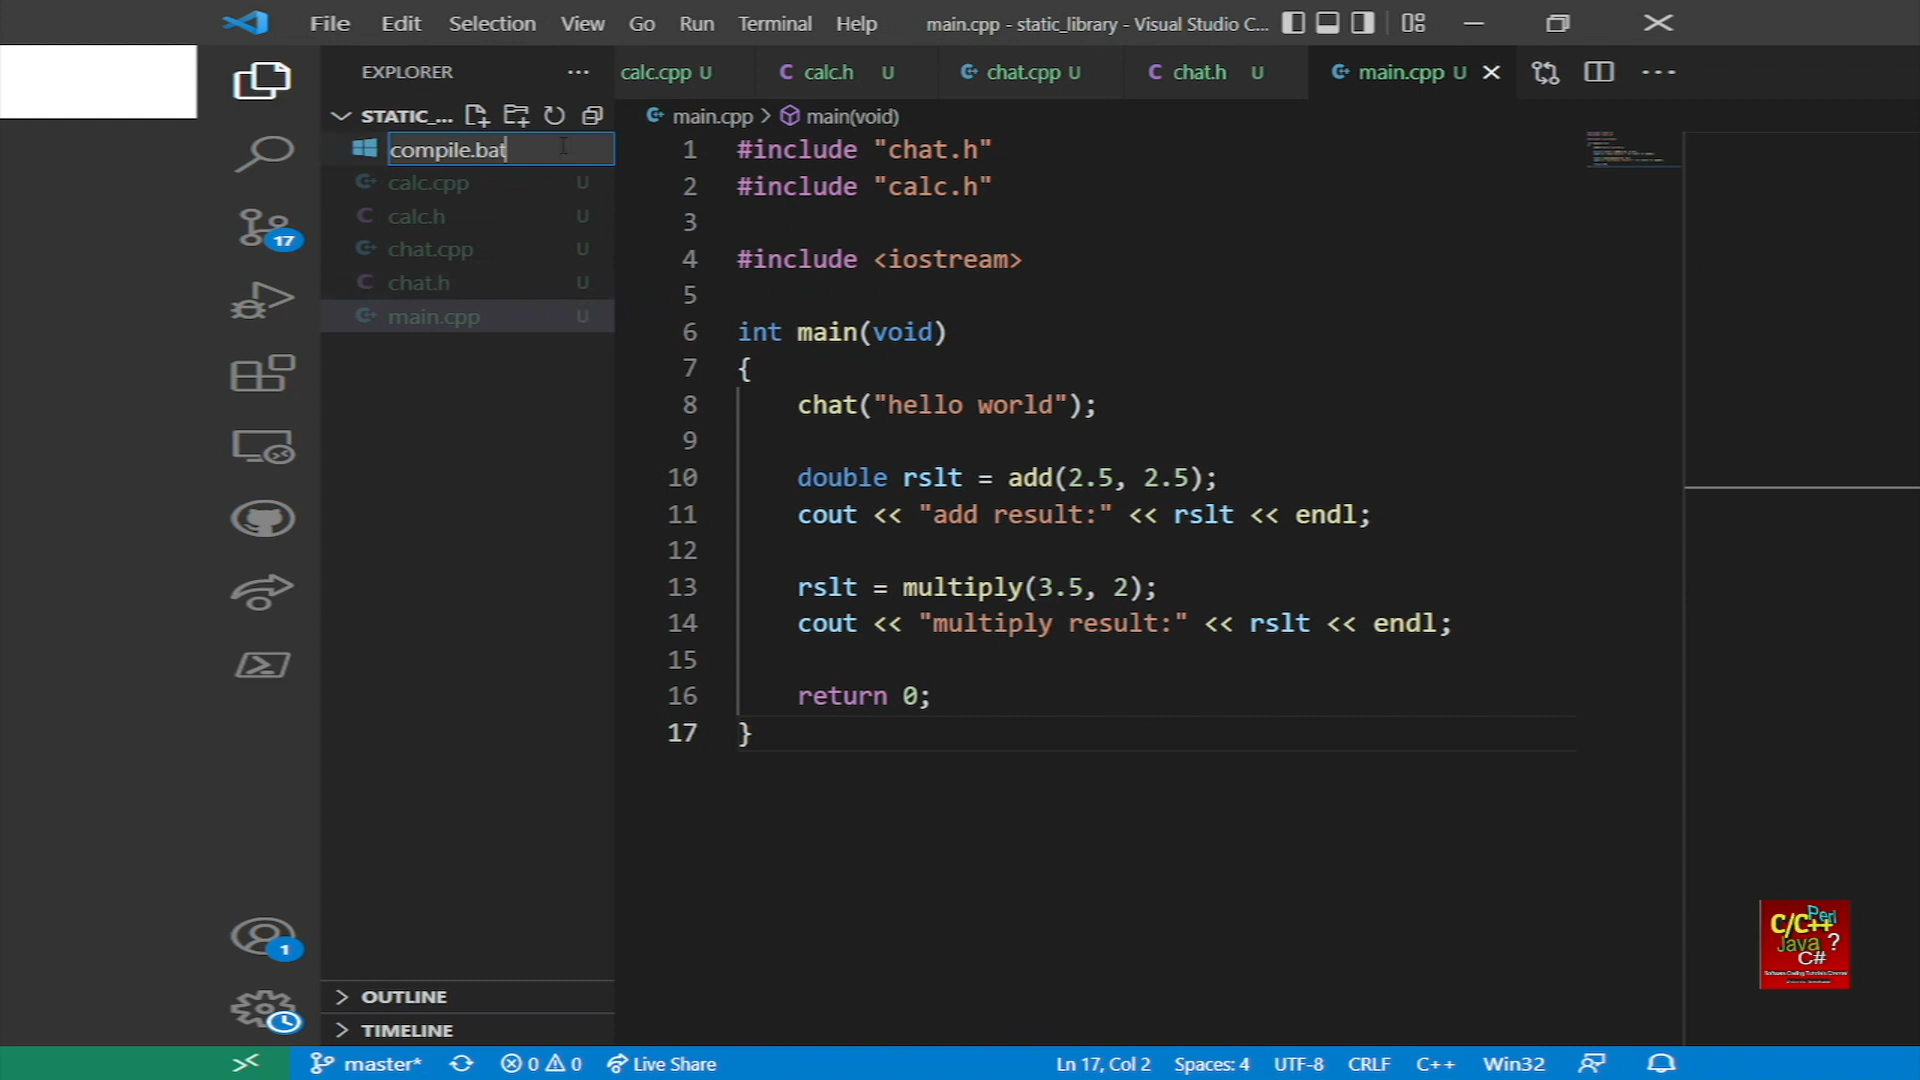 File Edit Selection View Go Run Terminal Help main.cpp - static_library - Visual Studio C...
EXPLORER ...
calc.cpp U calc.h U chat.cpp U chat.h U main.cpp U
STATIC_...
main.cpp > main(void)
compile.bat
calc.cpp U
calc.h U
chat.cpp U
chat.h U
main.cpp U
1 #include "chat.h"
2 #include "calc.h"
3
4 #include <iostream>
5
6 int main(void)
7 {
8 chat("hello world");
9
10 double rslt = add(2.5, 2.5);
11 cout << "add result:" << rslt << endl;
12
13 rslt = multiply(3.5, 2);
14 cout << "multiply result:" << rslt << endl;
15
16 return 0;
17 }
17
1
OUTLINE
TIMELINE
master* 0 0 Live Share Ln 17, Col 2 Spaces: 4 UTF-8 CRLF C++ Win32
Perl
C/C++
Java ?
C#